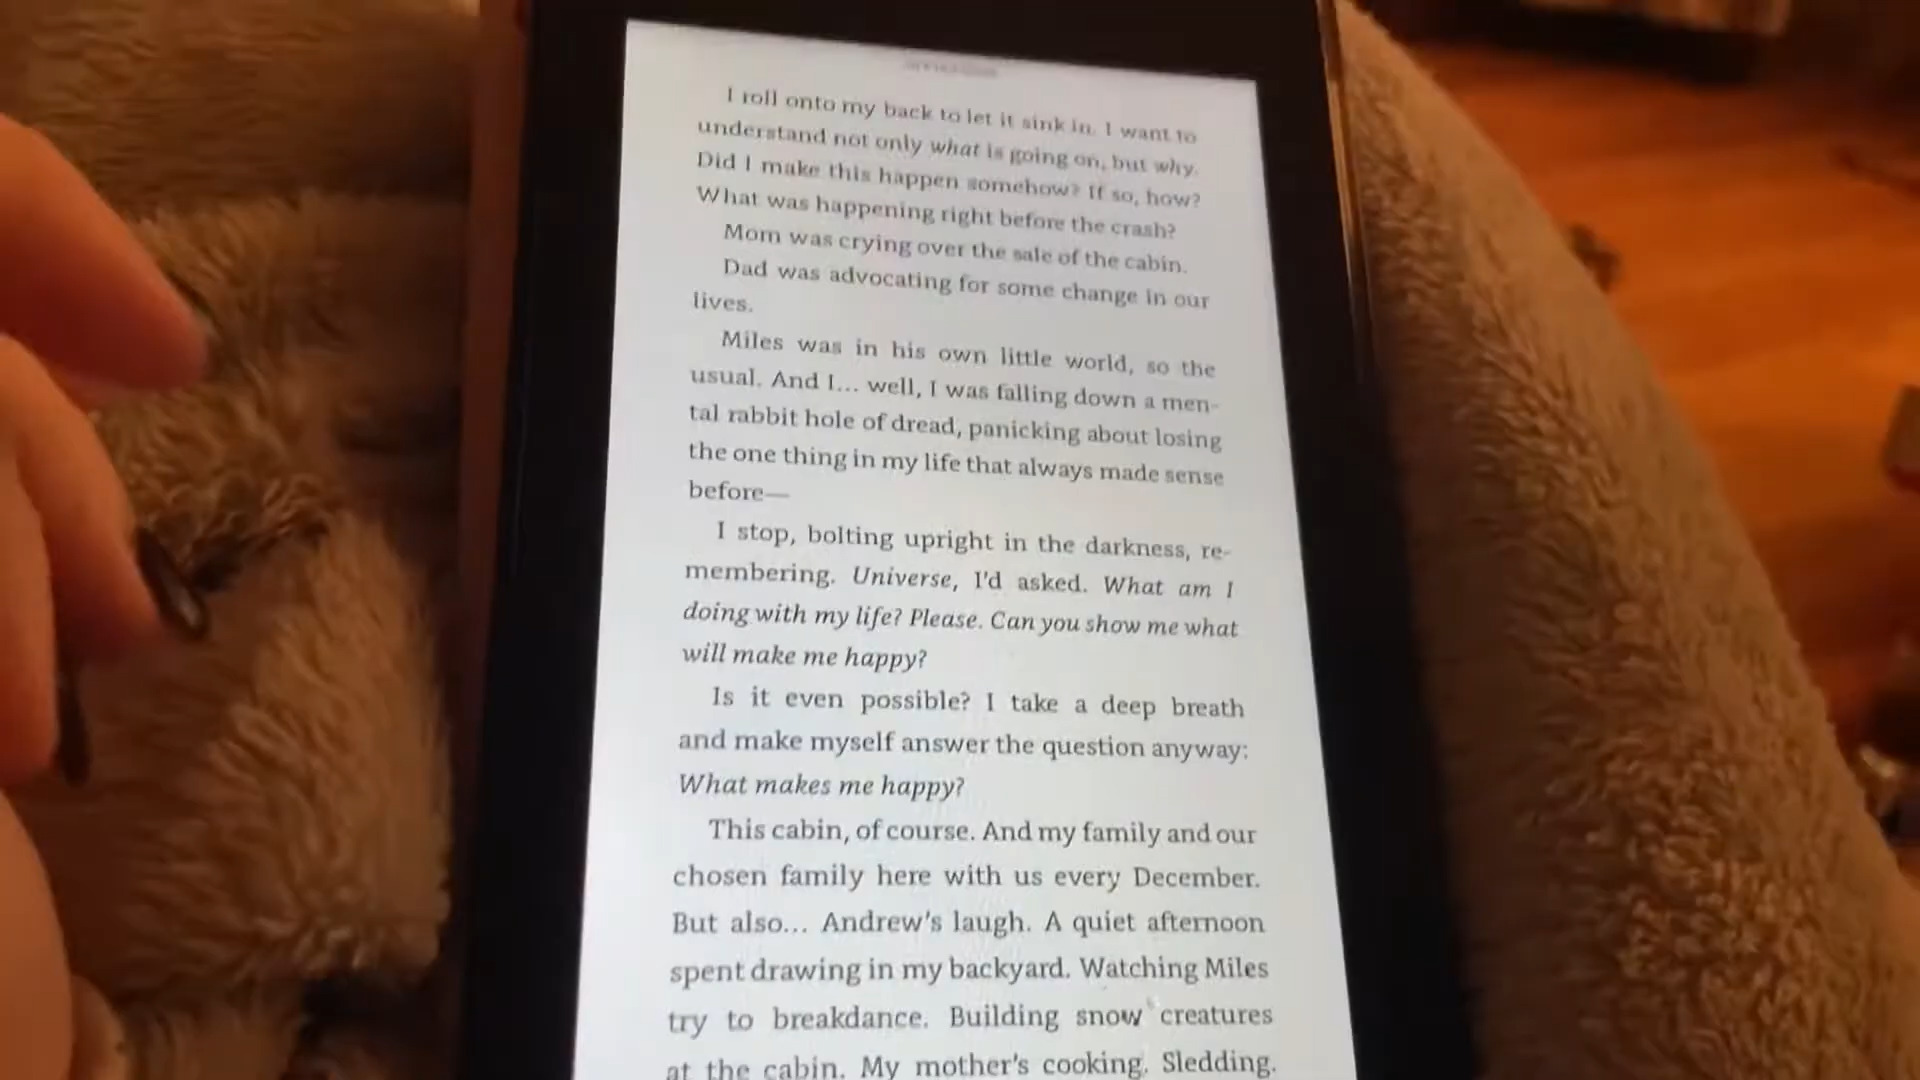 I roll onto my back to let it sink in. I want to
understand not only what is going on, but why.
Did I make this happen somehow? If so, how?
What was happening right before the crash?
Mom was crying over the sale of the cabin.
Dad was advocating for some change in our
lives.
Miles was in his own little world, so the
usual. And I... well, I was falling down a men-
tal rabbit hole of dread, panicking about losing
the one thing in my life that always made sense
before—
I stop, bolting upright in the darkness, re-
membering. Universe, I'd asked. What am I
doing with my life? Please. Can you show me what
will make me happy?
Is it even possible? I take a deep breath
and make myself answer the question anyway:
What makes me happy?
This cabin, of course. And my family and our
chosen family here with us every December.
But also... Andrew's laugh. A quiet afternoon
spent drawing in my backyard. Watching Miles
try to breakdance. Building snow creatures
at the cabin. My mother's cooking. Sledding.